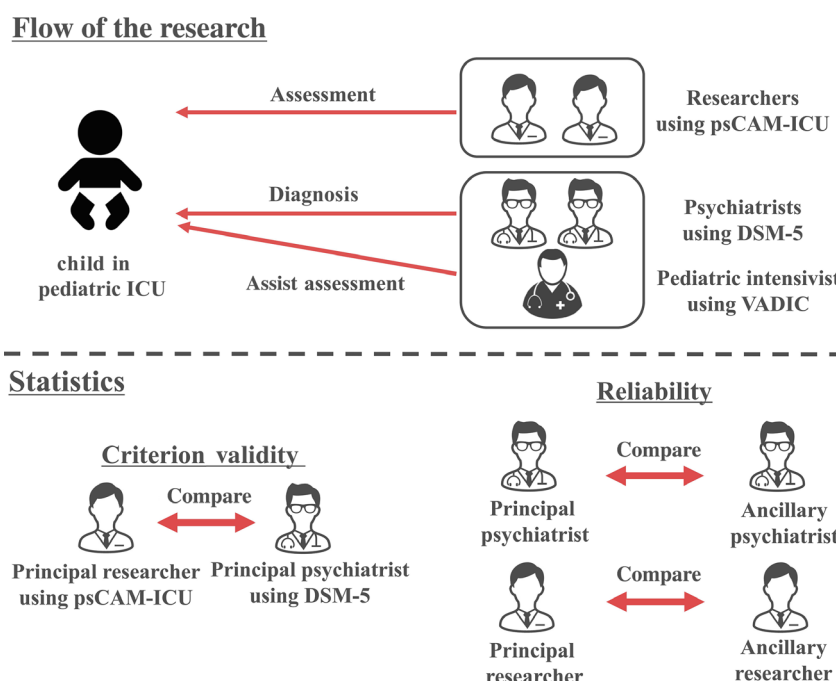 Flow of the research
Assessment
Researchers
using psCAM-ICU
Diagnosis
Psychiatrists
using DSM-5
child in
pediatric ICU
Assist assessment
Pediatric intensivist
using VADIC
Statistics
Reliability
Criterion validity
Compare
Principal researcher
using psCAM-ICU
Principal psychiatrist
using DSM-5
Compare
Principal
psychiatrist
Ancillary
psychiatrist
Compare
Principal
researcher
Ancillary
researcher